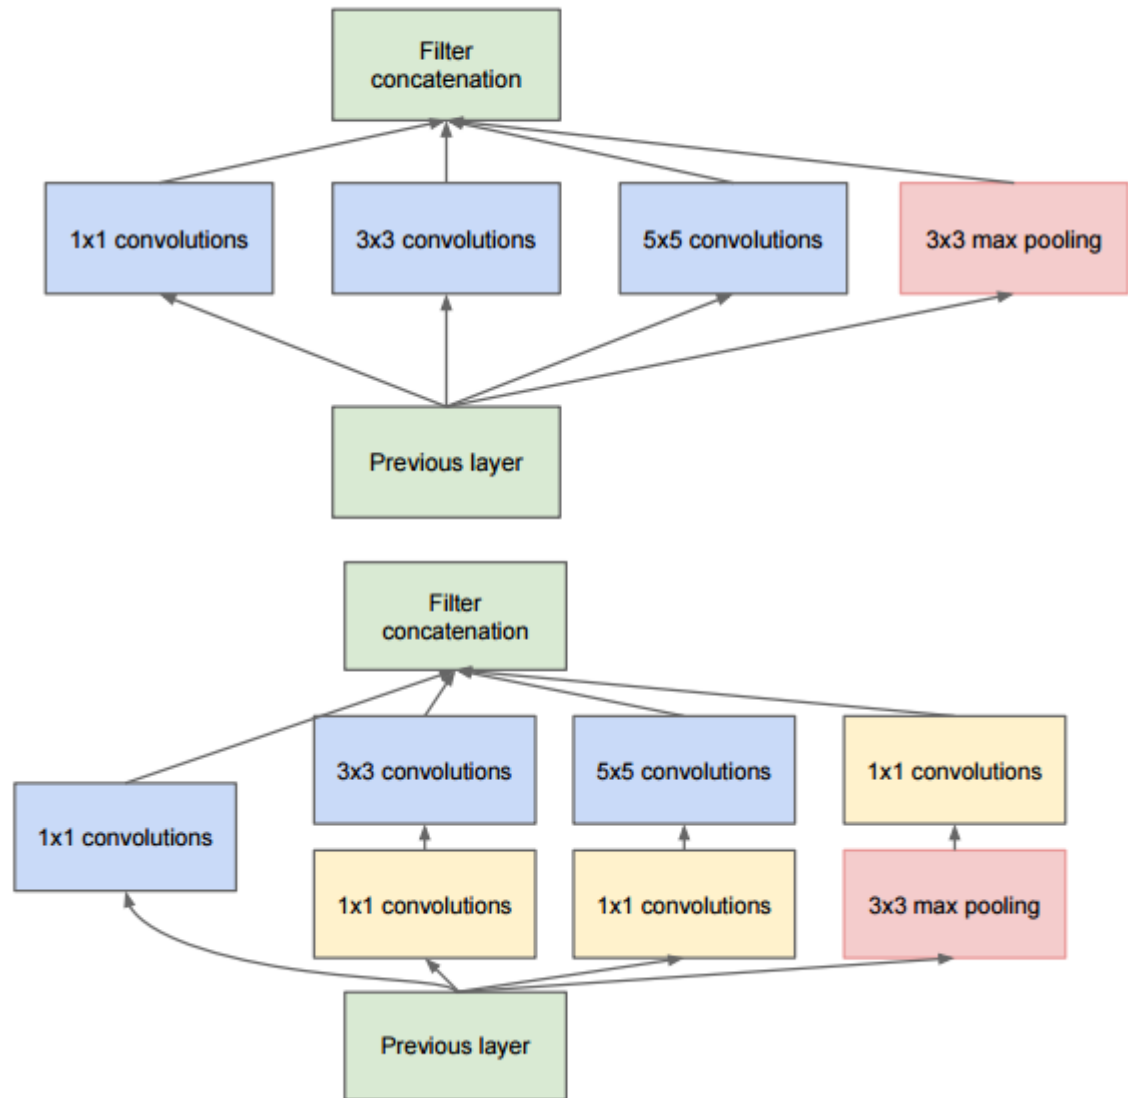 Filter
concatenation
1x1 convolutions
3x3 convolutions
5x5 convolutions
3x3 max pooling
Previous layer
Filter
concatenation
3x3 convolutions
5x5 convolutions
1x1 convolutions
1x1 convolutions
1x1 convolutions
1x1 convolutions
3x3 max pooling
Previous layer